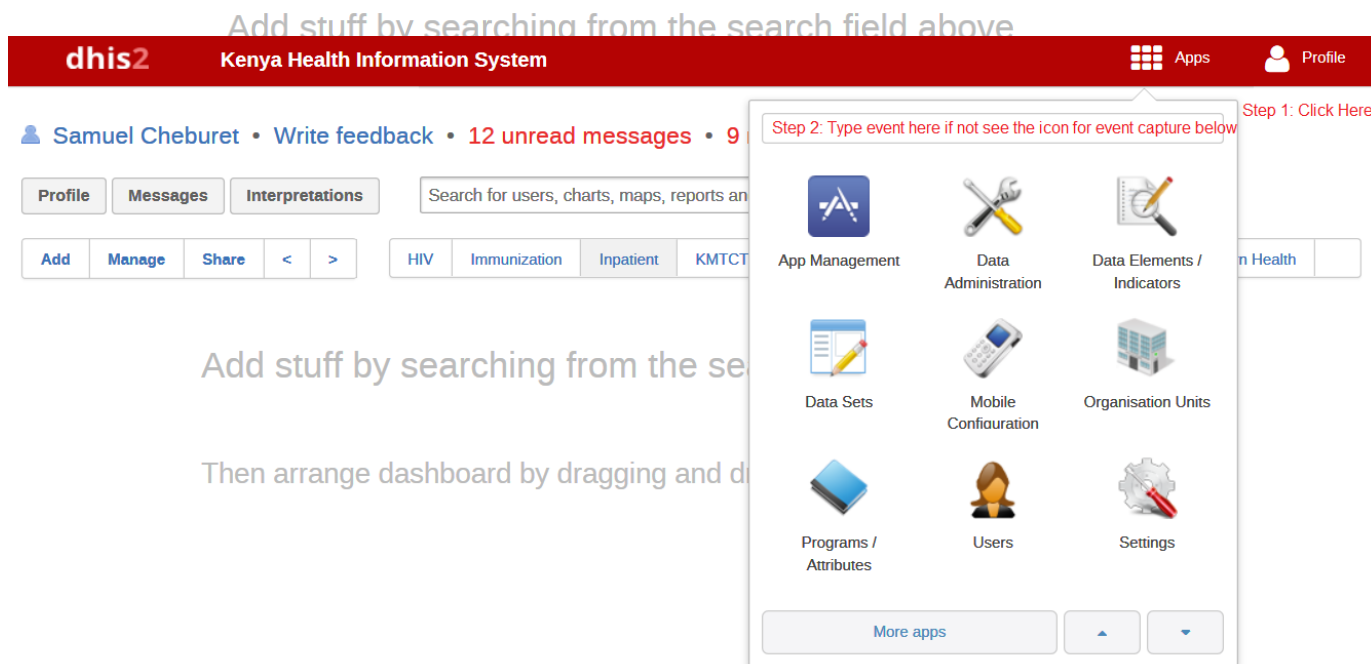 Add stuff by searching from the search field above
dhis2 Kenya Health Information System Apps Profile
Step 1: Click Here
Samuel Cheburet • Write feedback • 12 unread messages • 9
Step 2: Type event here if not see the icon for event capture below
Profile Messages Interpretations Search for users, charts, maps, reports an
Add Manage Share < > HIV Immunization Inpatient KMTCT n Health
App Management Data Administration Data Elements / Indicators
Add stuff by searching from the sea
Data Sets Mobile Configuration Organisation Units
Then arrange dashboard by dragging and d
Programs / Attributes Users Settings
More apps